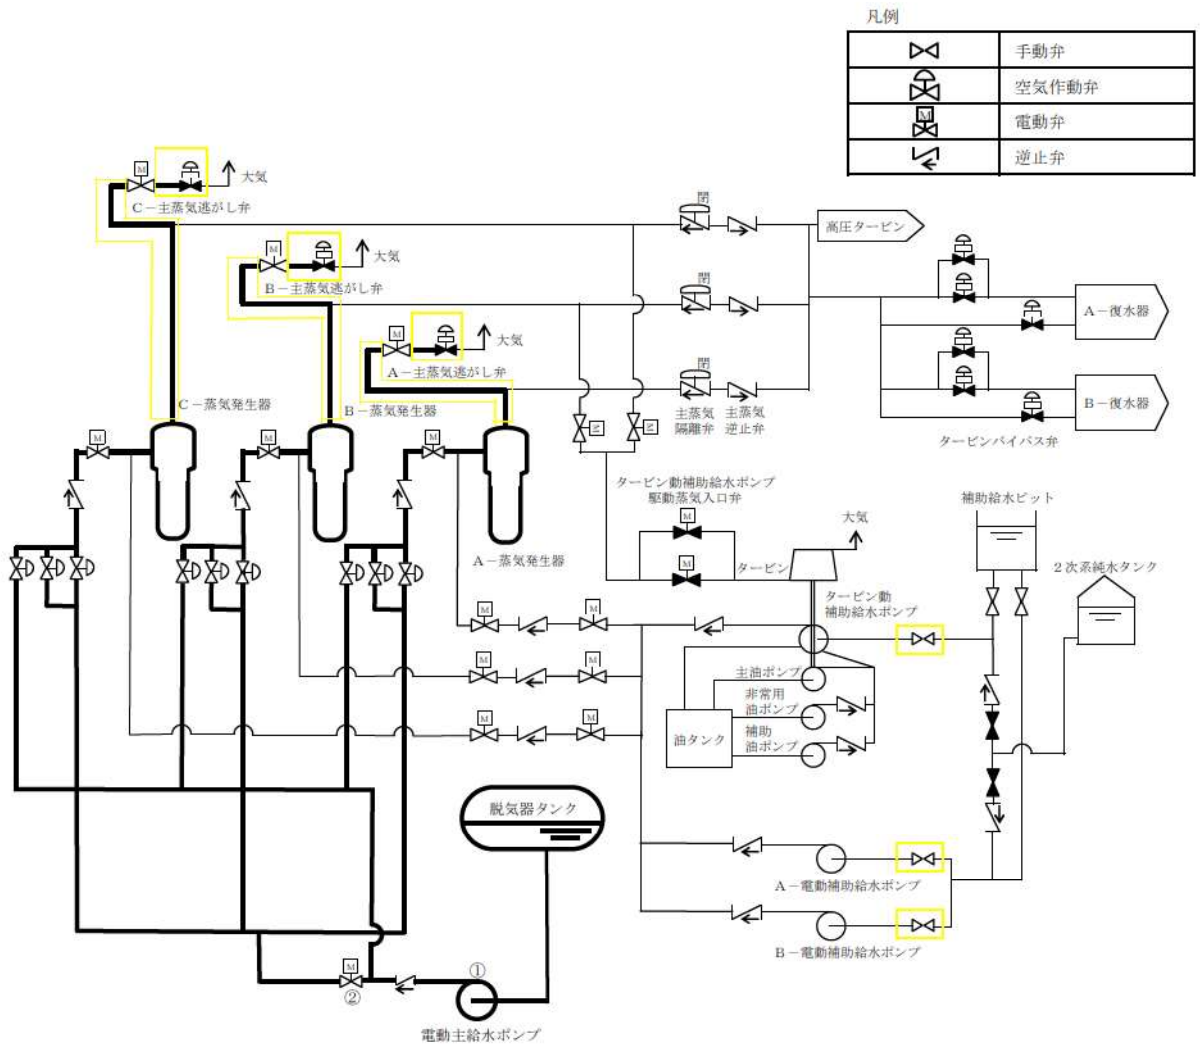 凡例
手動弁
空気作動弁
M
電動弁
逆止弁
M
大気
C－主蒸気逃がし弁
閉
高圧タービン
M
大気
B－主蒸気逃がし弁
閉
A－復水器
M
大気
A－主蒸気逃がし弁
閉
C－蒸気発生器
B－蒸気発生器
主蒸気
隔離弁
主蒸気
逆止弁
B－復水器
タービンバイパス弁
M
M
M
M
M
タービン動補助給水ポンプ
駆動蒸気入口弁
M
M
大気
補助給水ピット
A－蒸気発生器
タービン
2次系純水タンク
タービン動
補助給水ポンプ
M
M
M
M
M
M
主油ポンプ
非常用
油ポンプ
補助
油ポンプ
油タンク
脱気器タンク
A－電動補助給水ポンプ
B－電動補助給水ポンプ
M
②
①
電動主給水ポンプ